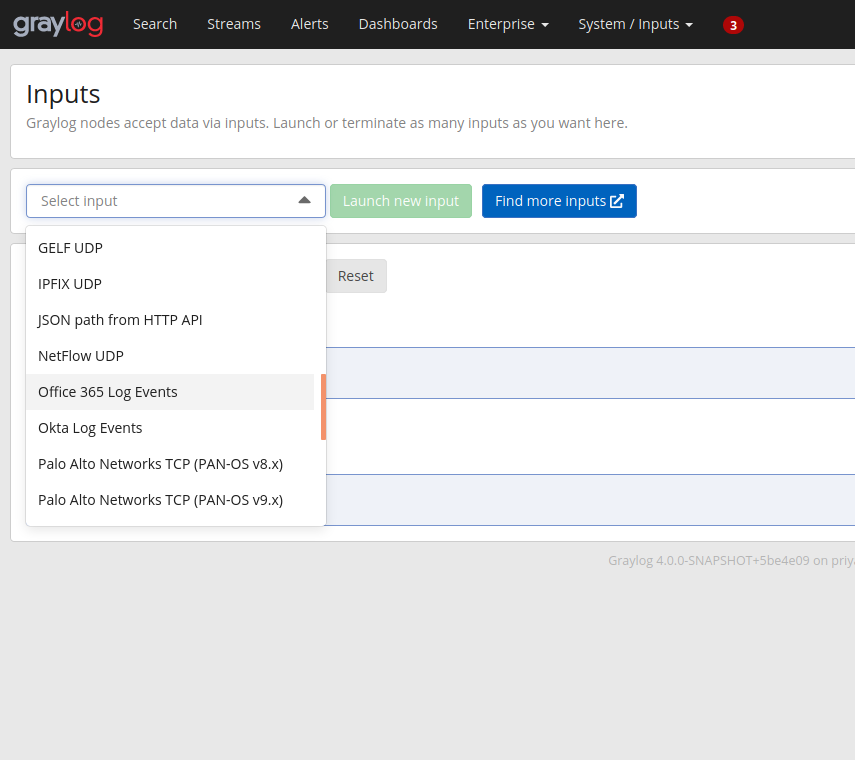 graylog Search Streams Alerts Dashboards Enterprise System / Inputs 3
Inputs
Graylog nodes accept data via inputs. Launch or terminate as many inputs as you want here.
Select input Launch new input Find more inputs
GELF UDP
Reset
IPFIX UDP
JSON path from HTTP API
NetFlow UDP
Office 365 Log Events
Okta Log Events
Palo Alto Networks TCP (PAN-OS v8.x)
Palo Alto Networks TCP (PAN-OS v9.x)
Graylog 4.0.0-SNAPSHOT+5be4e09 on